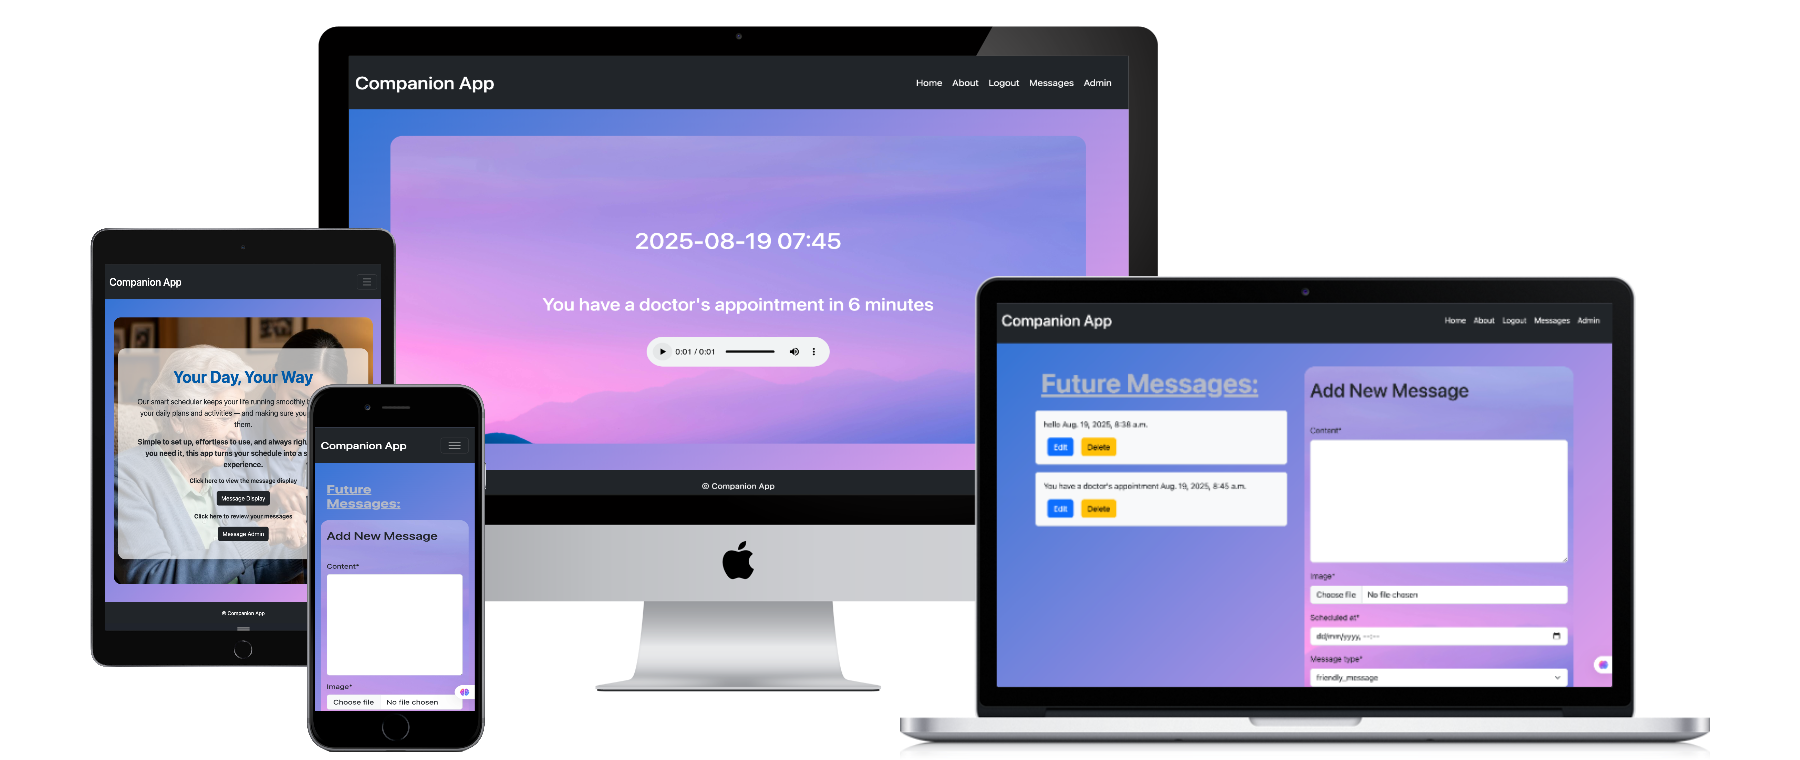 Companion App
Home About Logout Messages Admin
2025-08-19 07:45
You have a doctor's appointment in 6 minutes
0:01 / 0:01
© Companion App
Companion App
Your Day, Your Way
Our smart scheduler keeps your life running smoothly
your daily plans and activities — and making sure you
them.
Simple to set up, effortless to use, and always
you need it, this app turns your schedule into a
experience.
Click here to view the message display
Message Display
Click here to review your messages
Message Admin
© Companion App
Companion App
Future
Messages:
Add New Message
Content*
Image*
Choose file No file chosen
Companion App
Home About Logout Messages Admin
Future Messages:
hello Aug. 19, 2025, 8:38 a.m.
Edit Delete
You have a doctor's appointment Aug. 19, 2025, 8:45 a.m.
Edit Delete
Add New Message
Content*
Image*
Choose file No file chosen
Scheduled at*
dd/mm/yyyy, --:--
Message type*
friendly_message